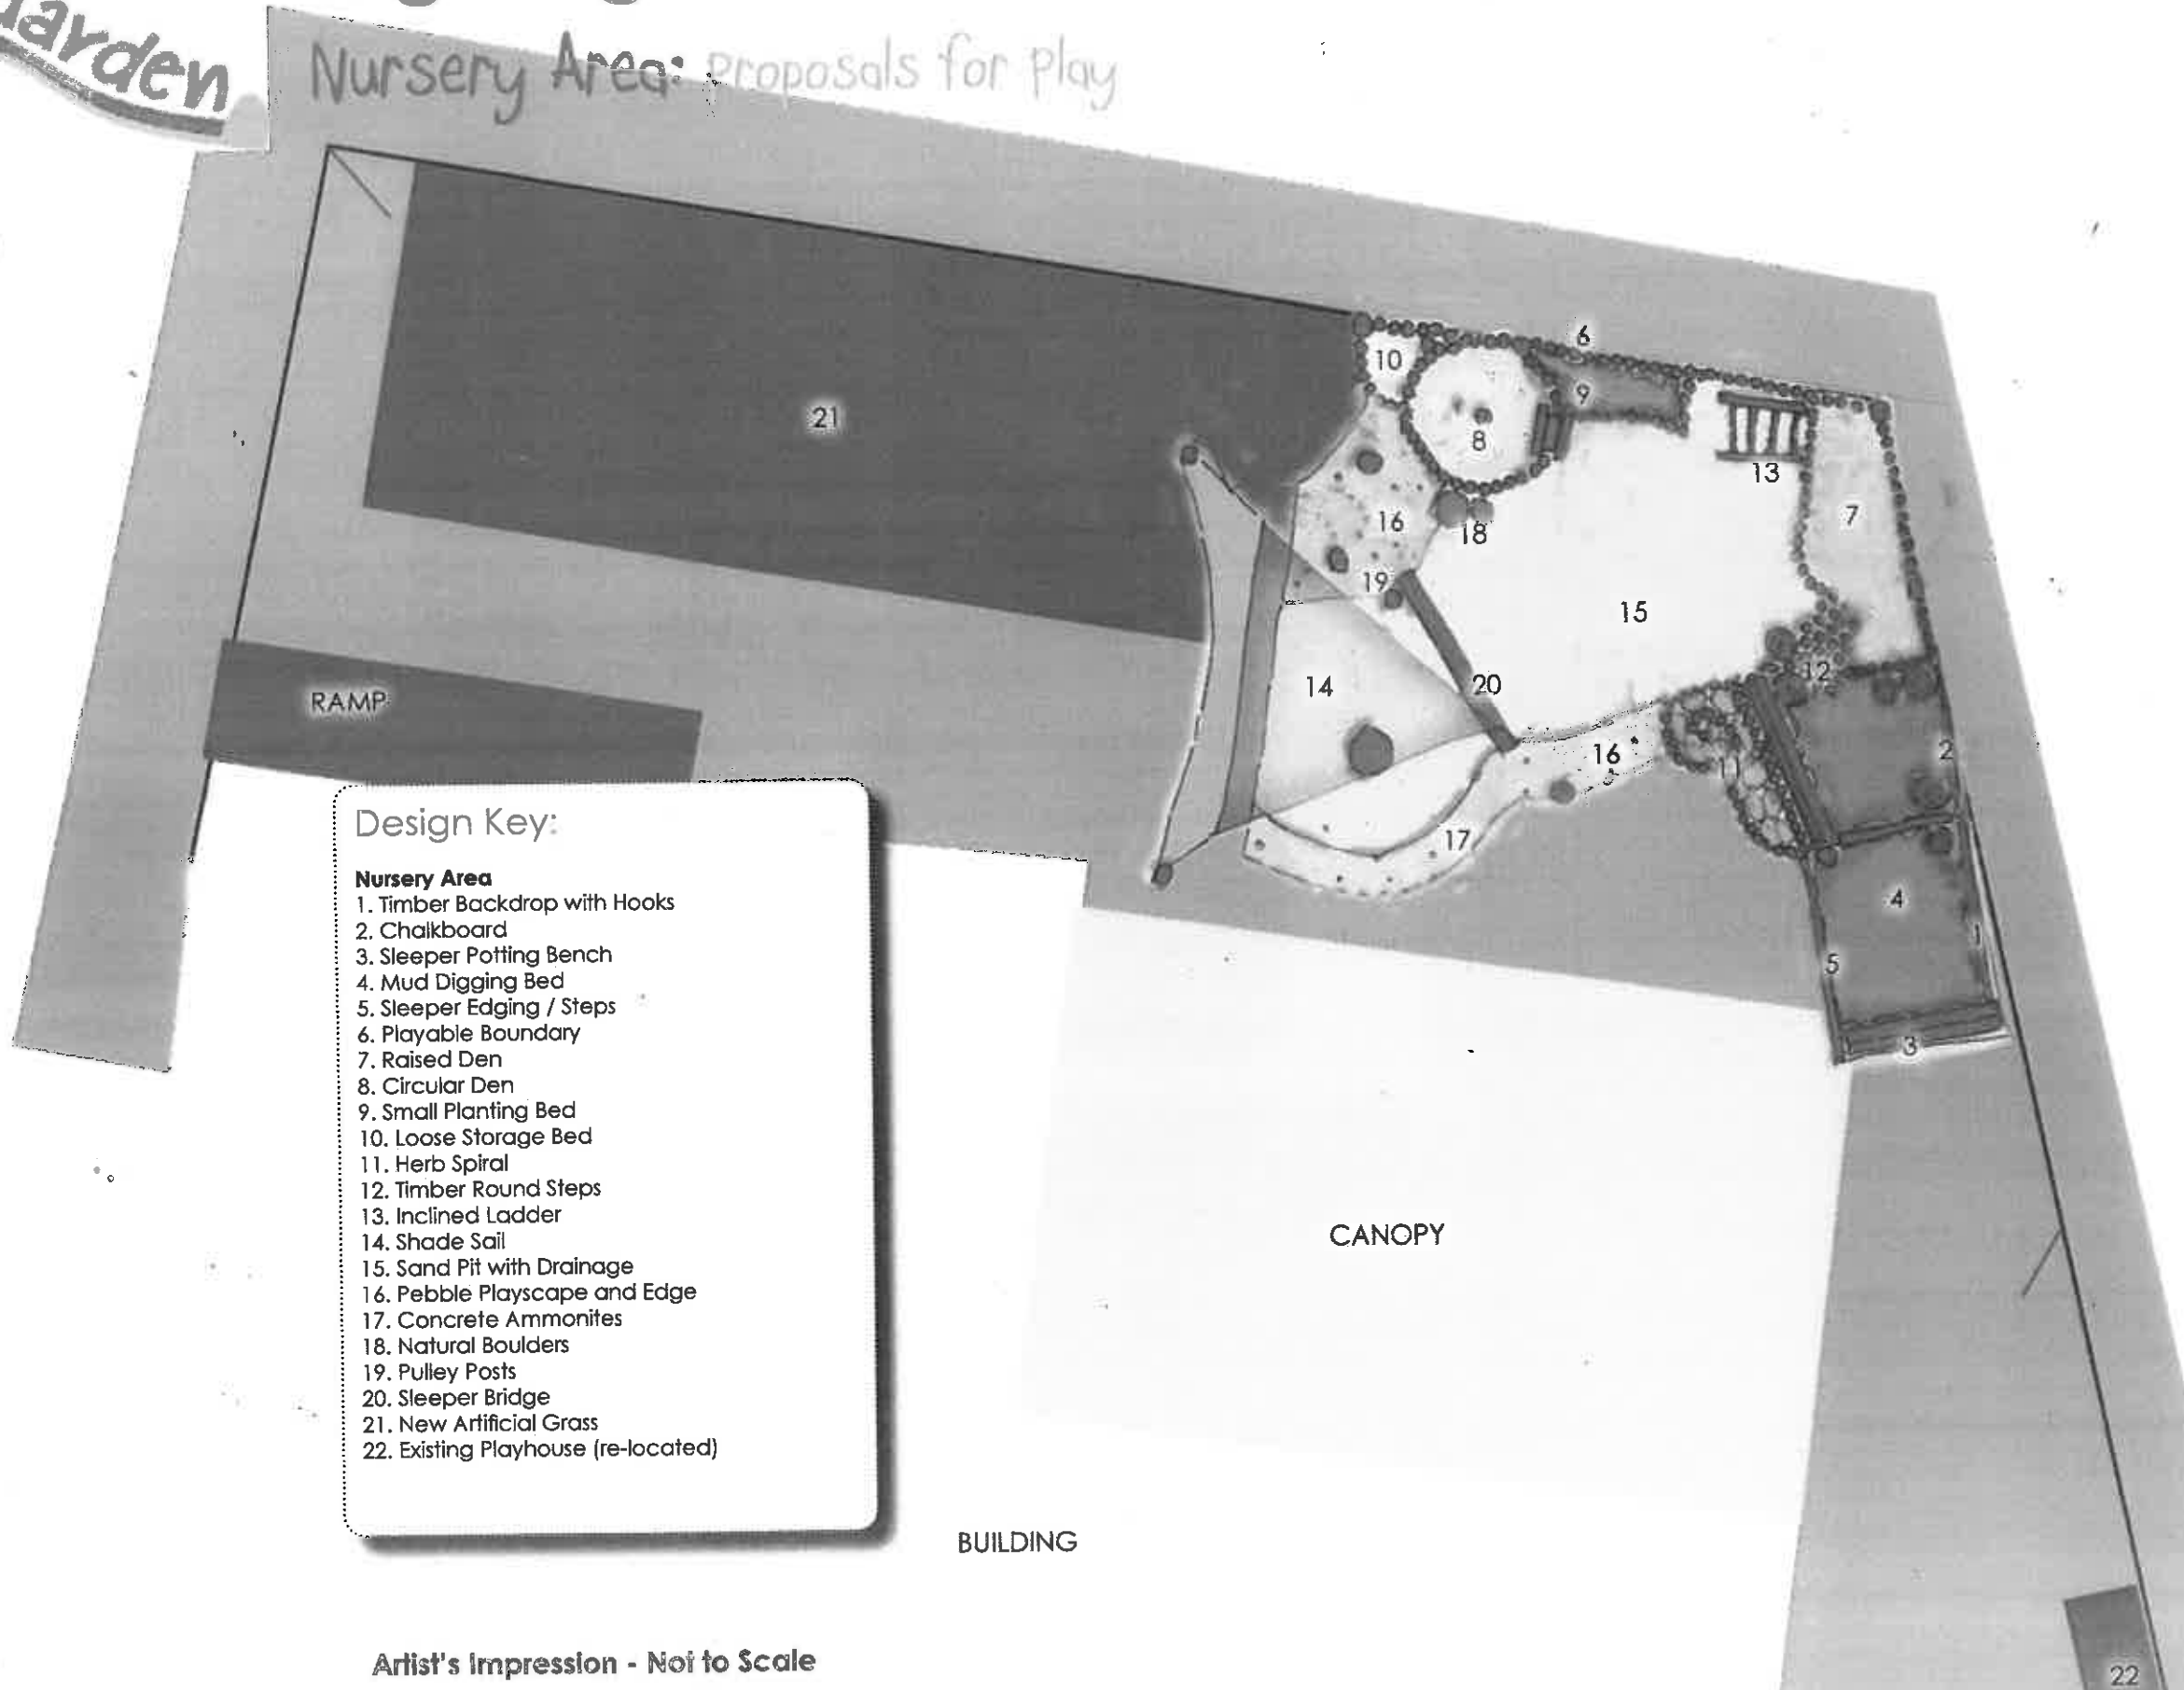 arden
Nursery Area: Proposals for Play
6
10
9
21
8
13
7
16
18
19
15
12
14
20
RAMP
16
2
11
17
4
1
5
3
Design Key:
Nursery Area
1. Timber Backdrop with Hooks
2. Chalkboard
3. Sleeper Potting Bench
4. Mud Digging Bed
5. Sleeper Edging / Steps
6. Playable Boundary
7. Raised Den
8. Circular Den
9. Small Planting Bed
10. Loose Storage Bed
11. Herb Spiral
12. Timber Round Steps
13. Inclined Ladder
14. Shade Sail
15. Sand Pit with Drainage
16. Pebble Playscape and Edge
17. Concrete Ammonites
18. Natural Boulders
19. Pulley Posts
20. Sleeper Bridge
21. New Artificial Grass
22. Existing Playhouse (re-located)
CANOPY
BUILDING
Artist's Impression - Not to Scale
22